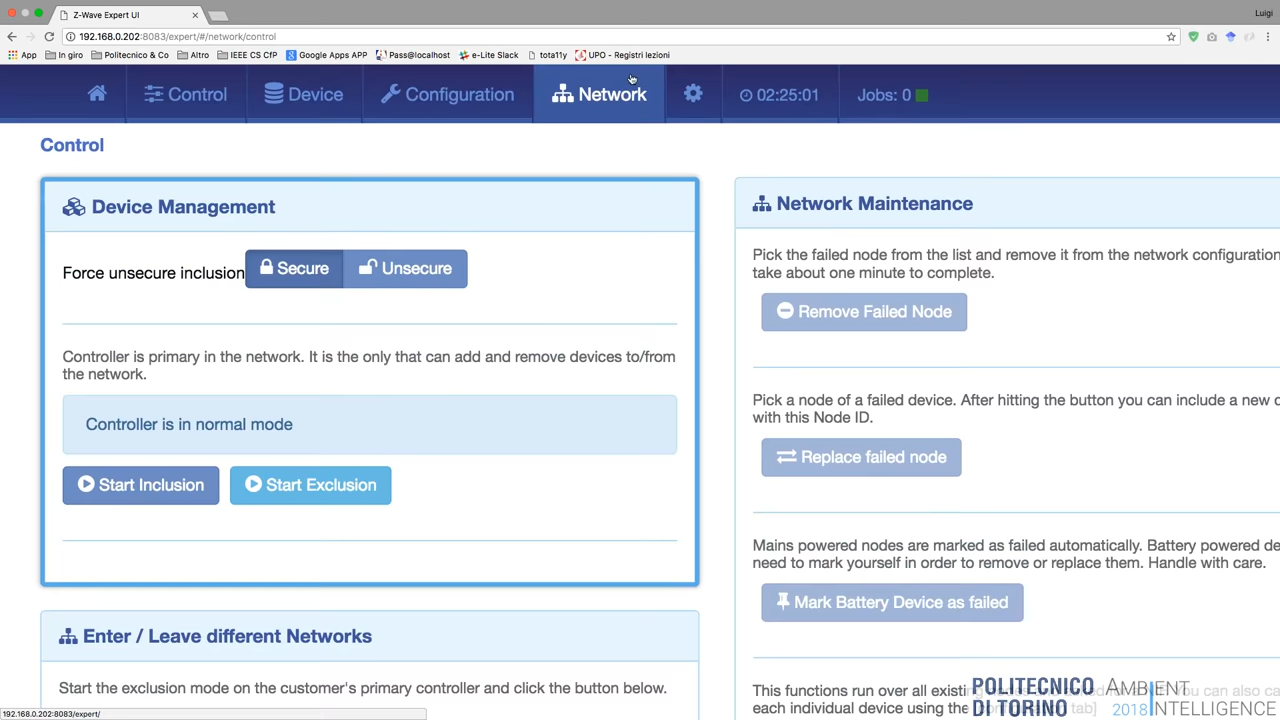 Z-Wave Expert UI
Luigi
192.168.0.202:8083/expert/#/network/control
App In giro Politecnico & Co Altro IEEE CS CfP Google Apps APP Pass@localhost e-Lite Slack tota11y UPO - Registri lezioni
Control Device Configuration Network 02:25:01 Jobs: 0
Control
Device Management
Force unsecure inclusion Secure Unsecure
Controller is primary in the network. It is the only that can add and remove devices to/from
the network.
Controller is in normal mode
Start Inclusion Start Exclusion
Enter / Leave different Networks
Start the exclusion mode on the customer's primary controller and click the button below.
Network Maintenance
Pick the failed node from the list and remove it from the network configuration
take about one minute to complete.
Remove Failed Node
Pick a node of a failed device. After hitting the button you can include a new d
with this Node ID.
Replace failed node
Mains powered nodes are marked as failed automatically. Battery powered de
need to mark yourself in order to remove or replace them. Handle with care.
Mark Battery Device as failed
This functions run over all existi ou can also ca
each individual device using the tab]
POLITECNICO
DI TORINO
AMBIENT
2018 INTELLIGENCE
192.168.0.202:8083/expert/